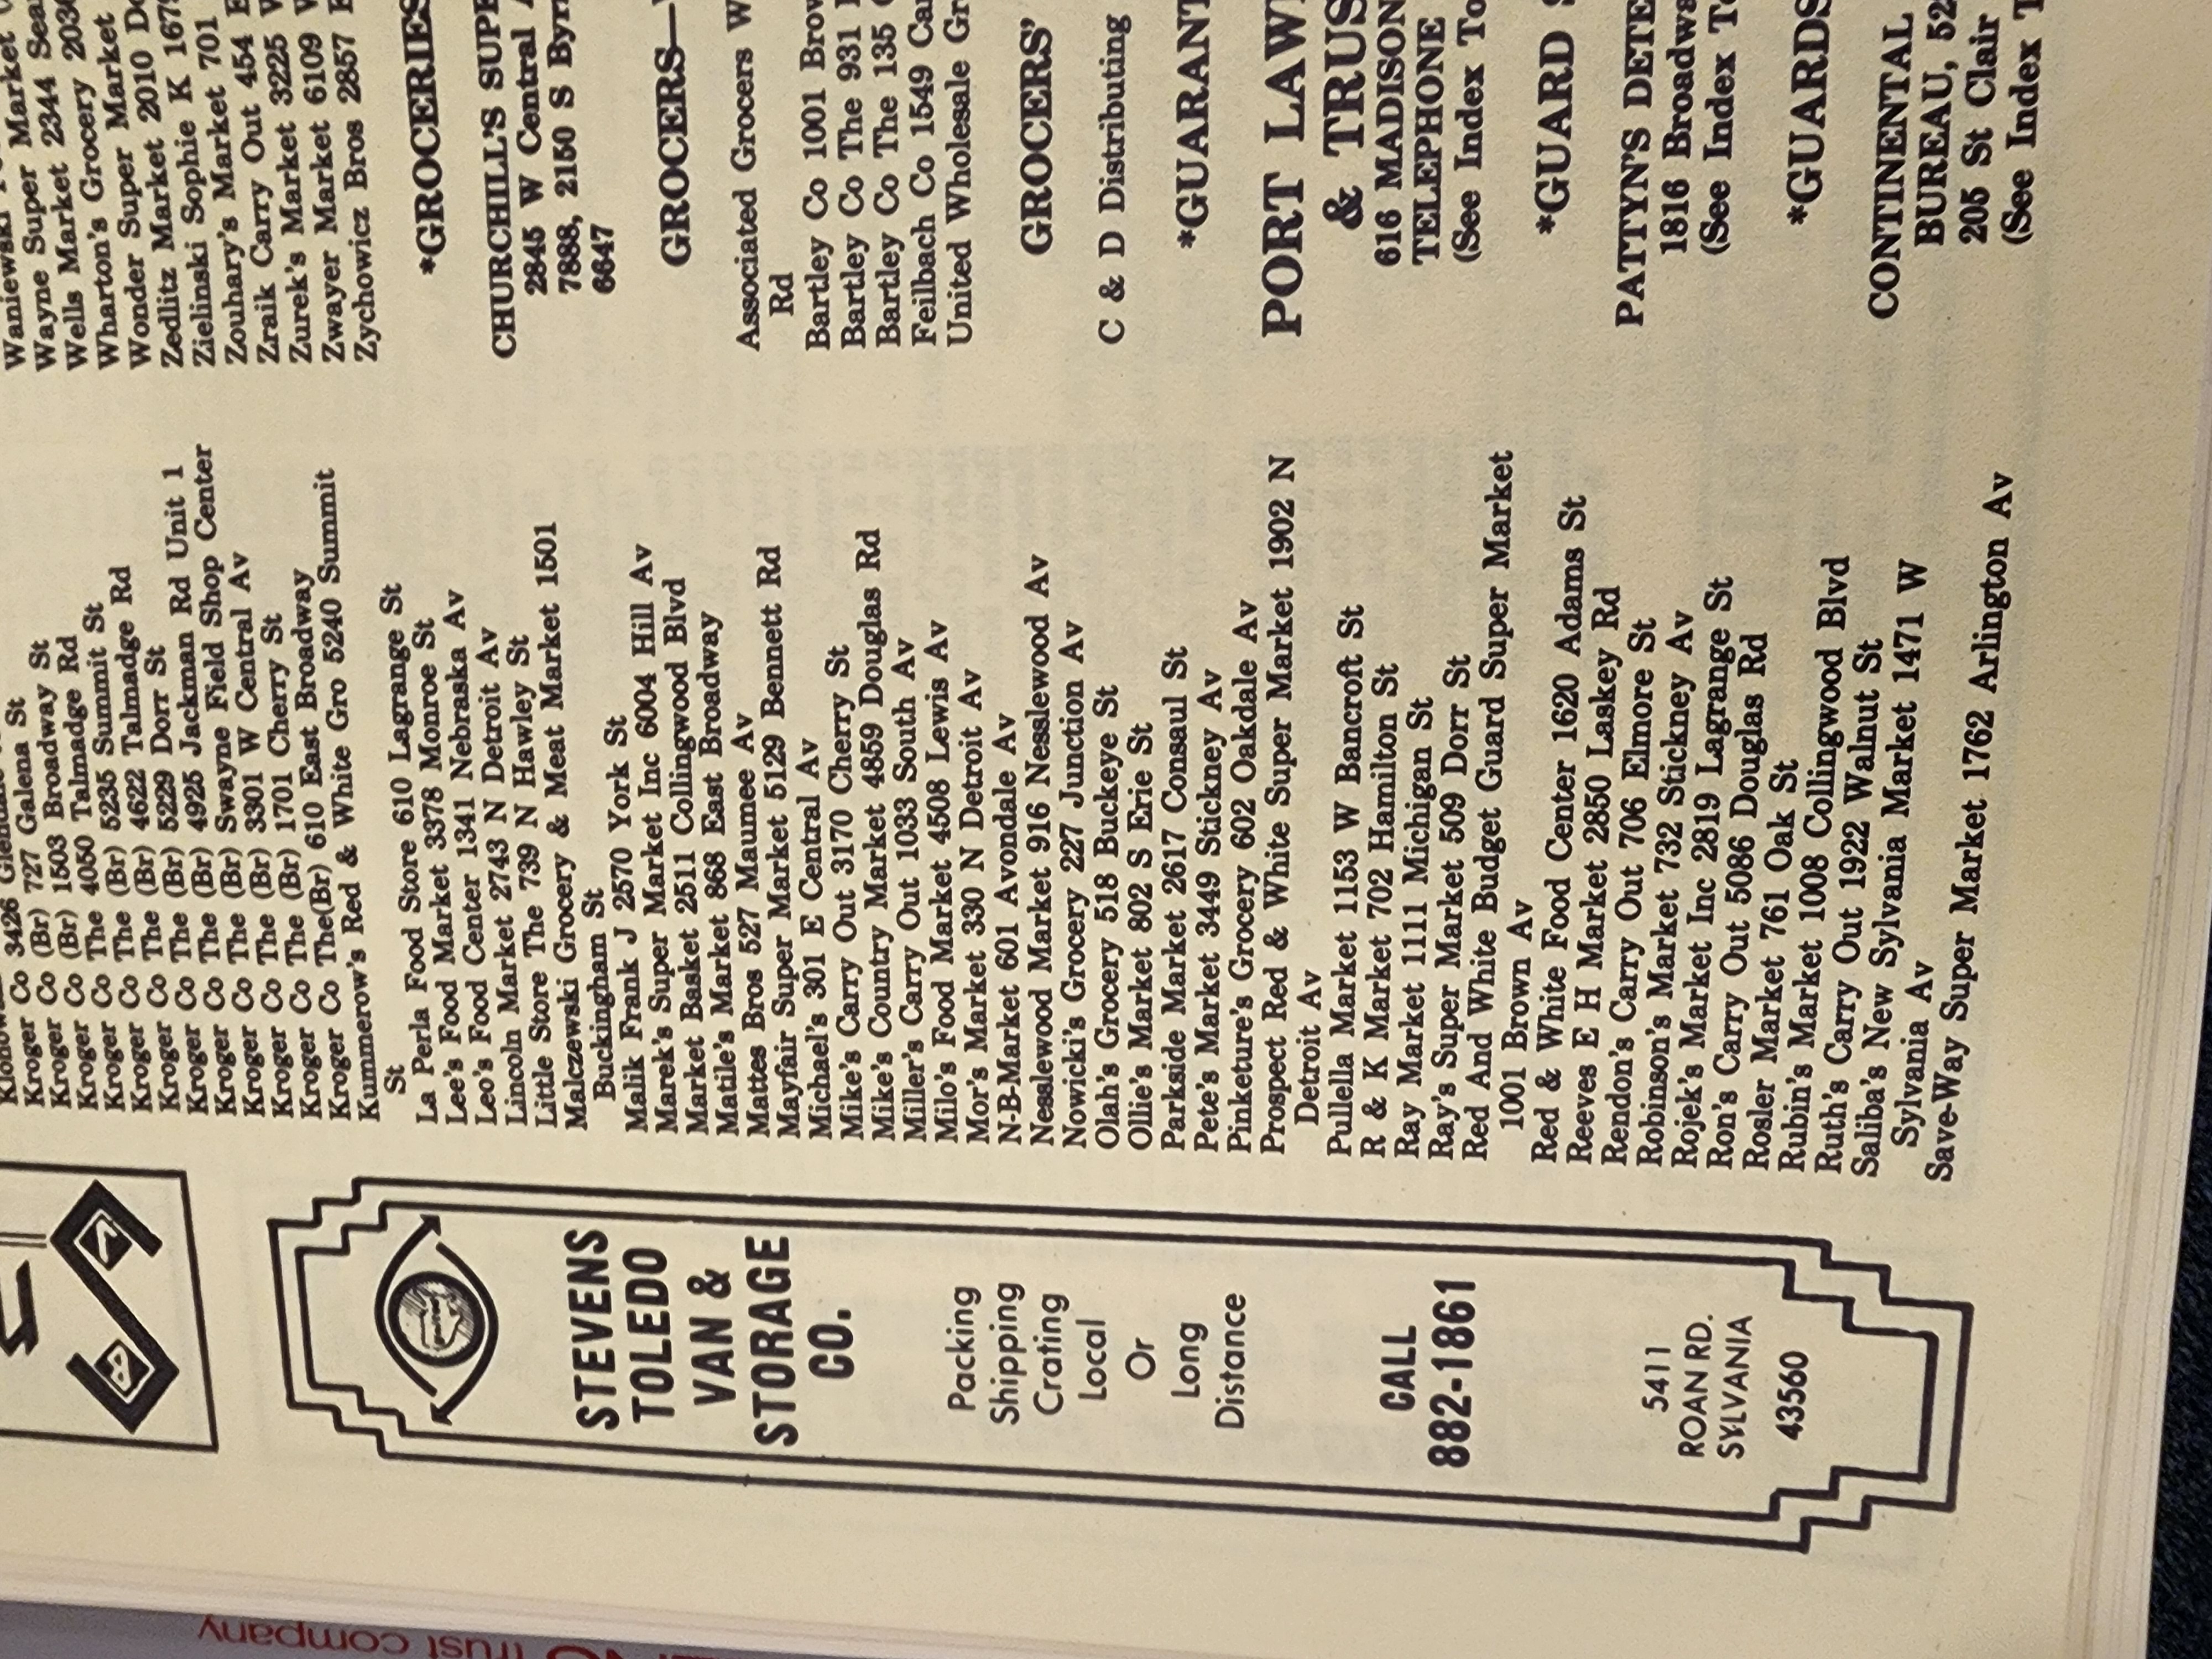 STEVENS
TOLEDO
VAN &
STORAGE
CO.
Packing
Shipping
Crating
Local
Or
Long
Distance
CALL
882-1861
5411
ROAN RD.
SYLVANIA
43560
3426
Kroger Co (Br) 727 Galena St
Kroger Co (Br) 1503 Broadway St
Kroger Co The 4050 Talmadge Rd
Kroger Co The (Br) 5235 Summit St
Kroger Co The (Br) 4622 Talmadge Rd
Kroger Co The (Br) 5229 Dorr St
Kroger Co The (Br) 4925 Jackman Rd Unit 1
Kroger Co The (Br) Swayne Field Shop Center
Kroger Co The (Br) 3301 W Central Av
Kroger Co The (Br) 1701 Cherry St
Kroger Co The(Br) 610 East Broadway
Kummerow's Red & White Gro 5240 Summit
St
La Perla Food Store 610 Lagrange St
Lee's Food Market 3378 Monroe St
Leo's Food Center 1341 Nebraska Av
Lincoln Market 2743 N Detroit Av
Little Store The 739 N Hawley St
Malczewski Grocery & Meat Market 1501
Buckingham St
Malik Frank J 2570 York St
Marek's Super Market Inc 6004 Hill Av
Market Basket 2511 Collingwood Blvd
Matile's Market 868 East Broadway
Mattes Bros 527 Maumee Av
Mayfair Super Market 5129 Bennett Rd
Michael's 301 E Central Av
Mike's Carry Out 3170 Cherry St
Mike's Country Market 4859 Douglas Rd
Miller's Carry Out 1033 South Av
Milo's Food Market 4508 Lewis Av
Mor's Market 330 N Detroit Av
N-B-Market 601 Avondale Av
Nesslewood Market 916 Nesslewood Av
Nowicki's Grocery 227 Junction Av
Olah's Grocery 518 Buckeye St
Ollie's Market 802 S Erie St
Parkside Market 2617 Consaul St
Pete's Market 3449 Stickney Av
Pinketure's Grocery 602 Oakdale Av
Prospect Red & White Super Market 1902 N
Detroit Av
Pullella Market 1153 W Bancroft St
R & K Market 702 Hamilton St
Ray Market 1111 Michigan St
Ray's Super Market 509 Dorr St
Red And White Budget Guard Super Market
1001 Brown Av
Red & White Food Center 1620 Adams St
Reeves E H Market 2850 Laskey Rd
Rendon's Carry Out 706 Elmore St
Robinson's Market 732 Stickney Av
Rojek's Market Inc 2819 Lagrange St
Ron's Carry Out 5086 Douglas Rd
Rosler Market 761 Oak St
Rubin's Market 1008 Collingwood Blvd
Ruth's Carry Out 1922 Walnut St
Saliba's New Sylvania Market 1471 W
Sylvania Av
Save-Way Super Market 1762 Arlington Av
Waniewski
Wayne Super Market
Wells Market 2344
Wharton's Grocery
Wonder Super Market
Zedlitz Market 2010
Zielinski Sophie K
Zouhary's Market 701
Zraik Carry Out 454
Zurek's Market 3225
Zwayer Market 6109
Zychowicz Bros 2857
*GROCERIES
CHURCHILL'S
2845 W Central
7888, 2150 S
6647
GROCERS—
Associated Grocers
Rd
Bartley Co 1001
Bartley Co The 931
Bartley Co The 135
Feilbach Co 1549
United Wholesale
GROCERS'
C & D Distributing
PORT
&
616 MADISON
TELEPHONE
(See Index
*GUARD
PATTYN'S
1816
(See Index
*GUARDS
CONTINENTAL
BUREAU,
205 St Clair
(See Index
trust company